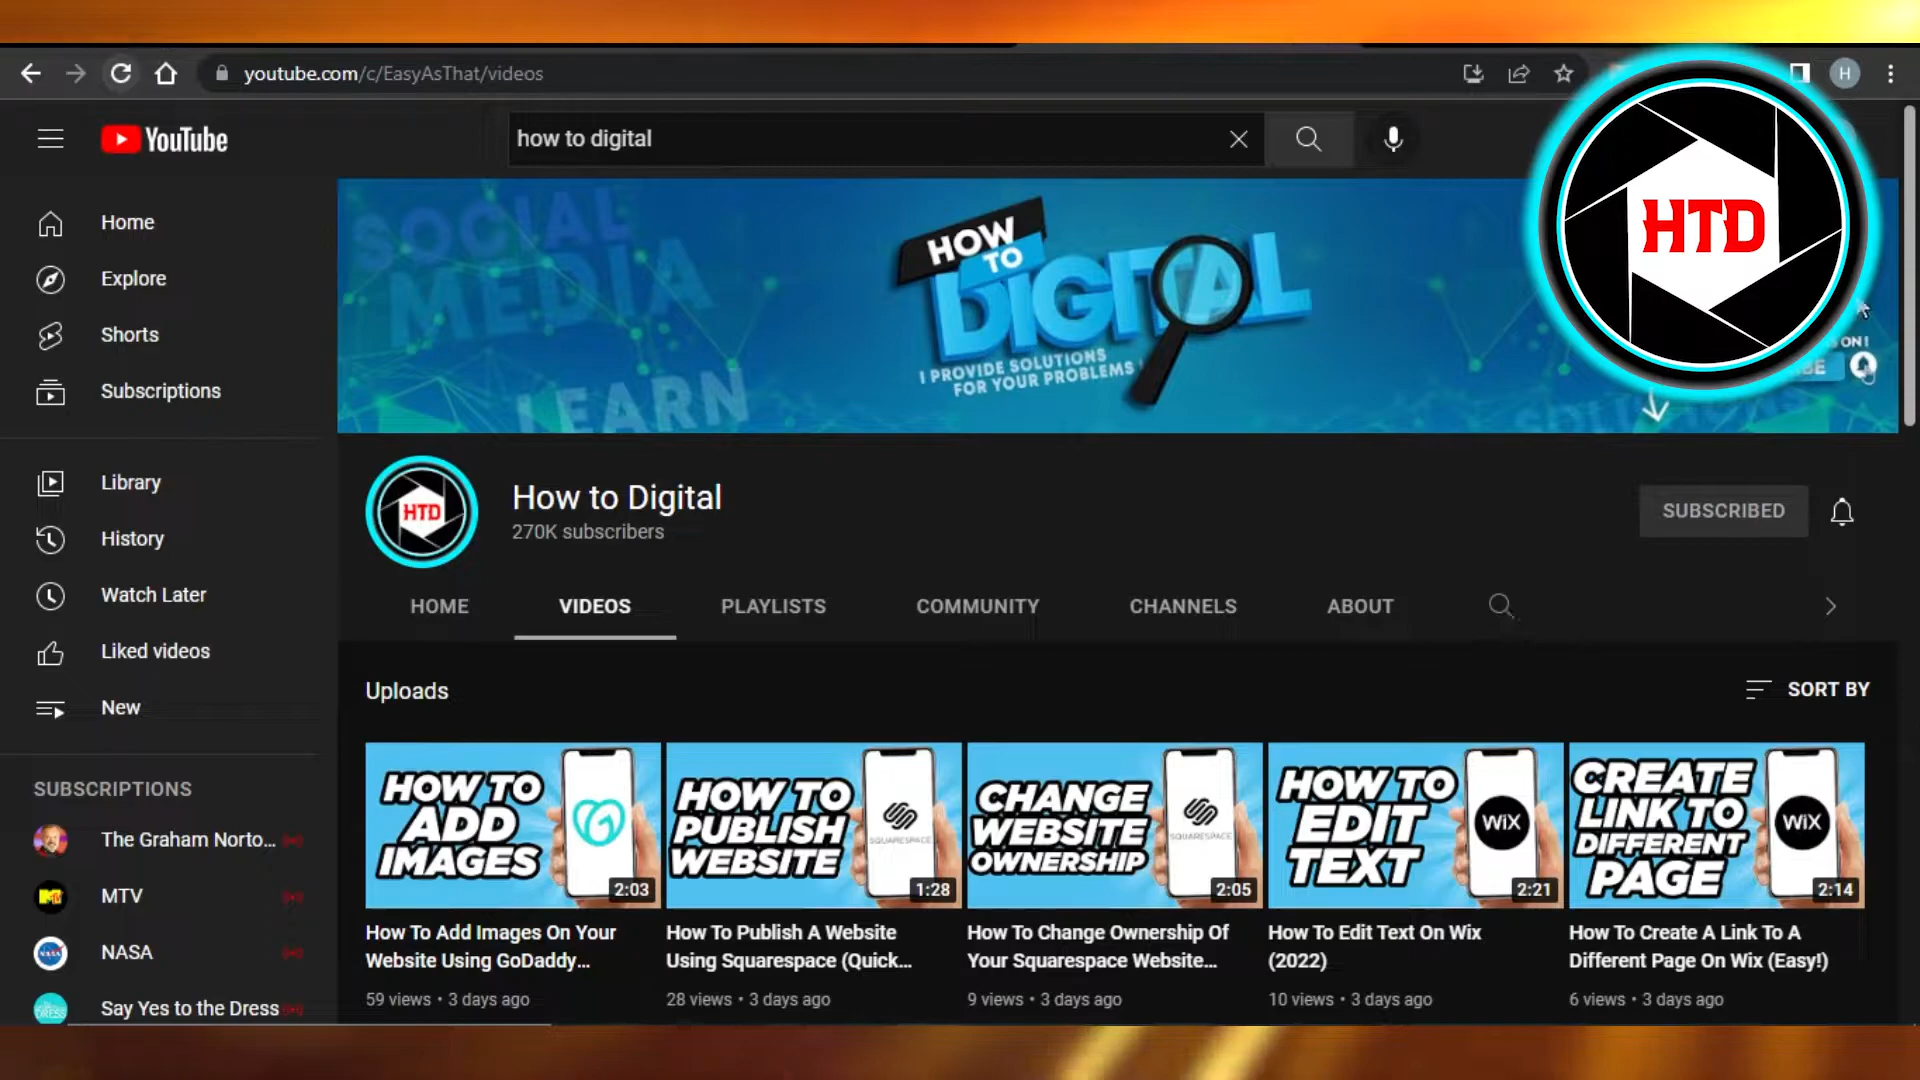 youtube.com/c/EasyAsThat/videos
H
YouTube
how to digital
HTD
Home
Explore
Shorts
Subscriptions
Library
History
Watch Later
Liked videos
New
SUBSCRIPTIONS
The Graham Norto...
MTV
NASA
Say Yes to the Dress
SOCIAL
MEDIA
LEARN
HOW
TO
DIGITAL
I PROVIDE SOLUTIONS
FOR YOUR PROBLEMS !
ON!
HTD
How to Digital
270K subscribers
SUBSCRIBED
HOME
VIDEOS
PLAYLISTS
COMMUNITY
CHANNELS
ABOUT
Uploads
SORT BY
HOW TO
ADD
IMAGES
2:03
How To Add Images On Your
Website Using GoDaddy...
59 views • 3 days ago
HOW TO
PUBLISH
WEBSITE
SQUARESPACE
1:28
How To Publish A Website
Using Squarespace (Quick...
28 views • 3 days ago
CHANGE
WEBSITE
OWNERSHIP
SQUARESPACE
2:05
How To Change Ownership Of
Your Squarespace Website...
9 views • 3 days ago
HOW TO
EDIT
TEXT
WiX
2:21
How To Edit Text On Wix
(2022)
10 views • 3 days ago
CREATE
LINK TO
DIFFERENT
PAGE
WiX
2:14
How To Create A Link To A
Different Page On Wix (Easy!)
6 views • 3 days ago